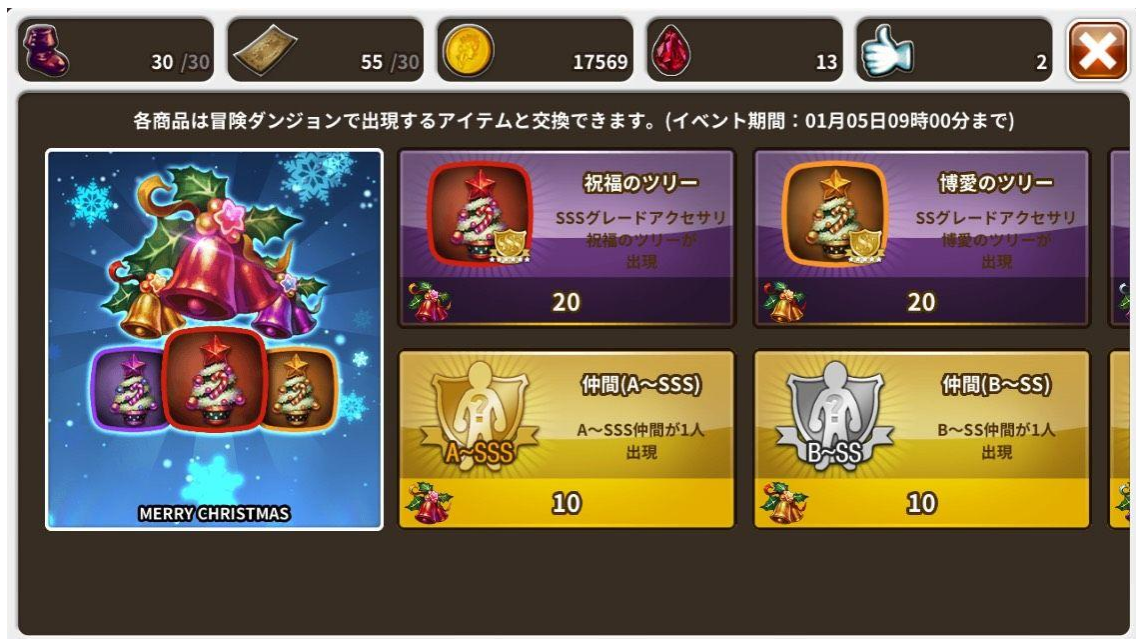 30 /30
55 /30
17569
13
2
各商品は冒険ダンジョンで出現するアイテムと交換できます。(イベント期間：01月05日09時00分まで)
祝福のツリー
SSSグレードアクセサリ
祝福のツリーが
出現
20
博愛のツリー
SSグレードアクセサリ
博愛のツリーが
出現
20
MERRY CHRISTMAS
A~SSS
仲間(A～SSS)
A～SSS仲間が1人
出現
10
B~SS
仲間(B～SS)
B～SS仲間が1人
出現
10